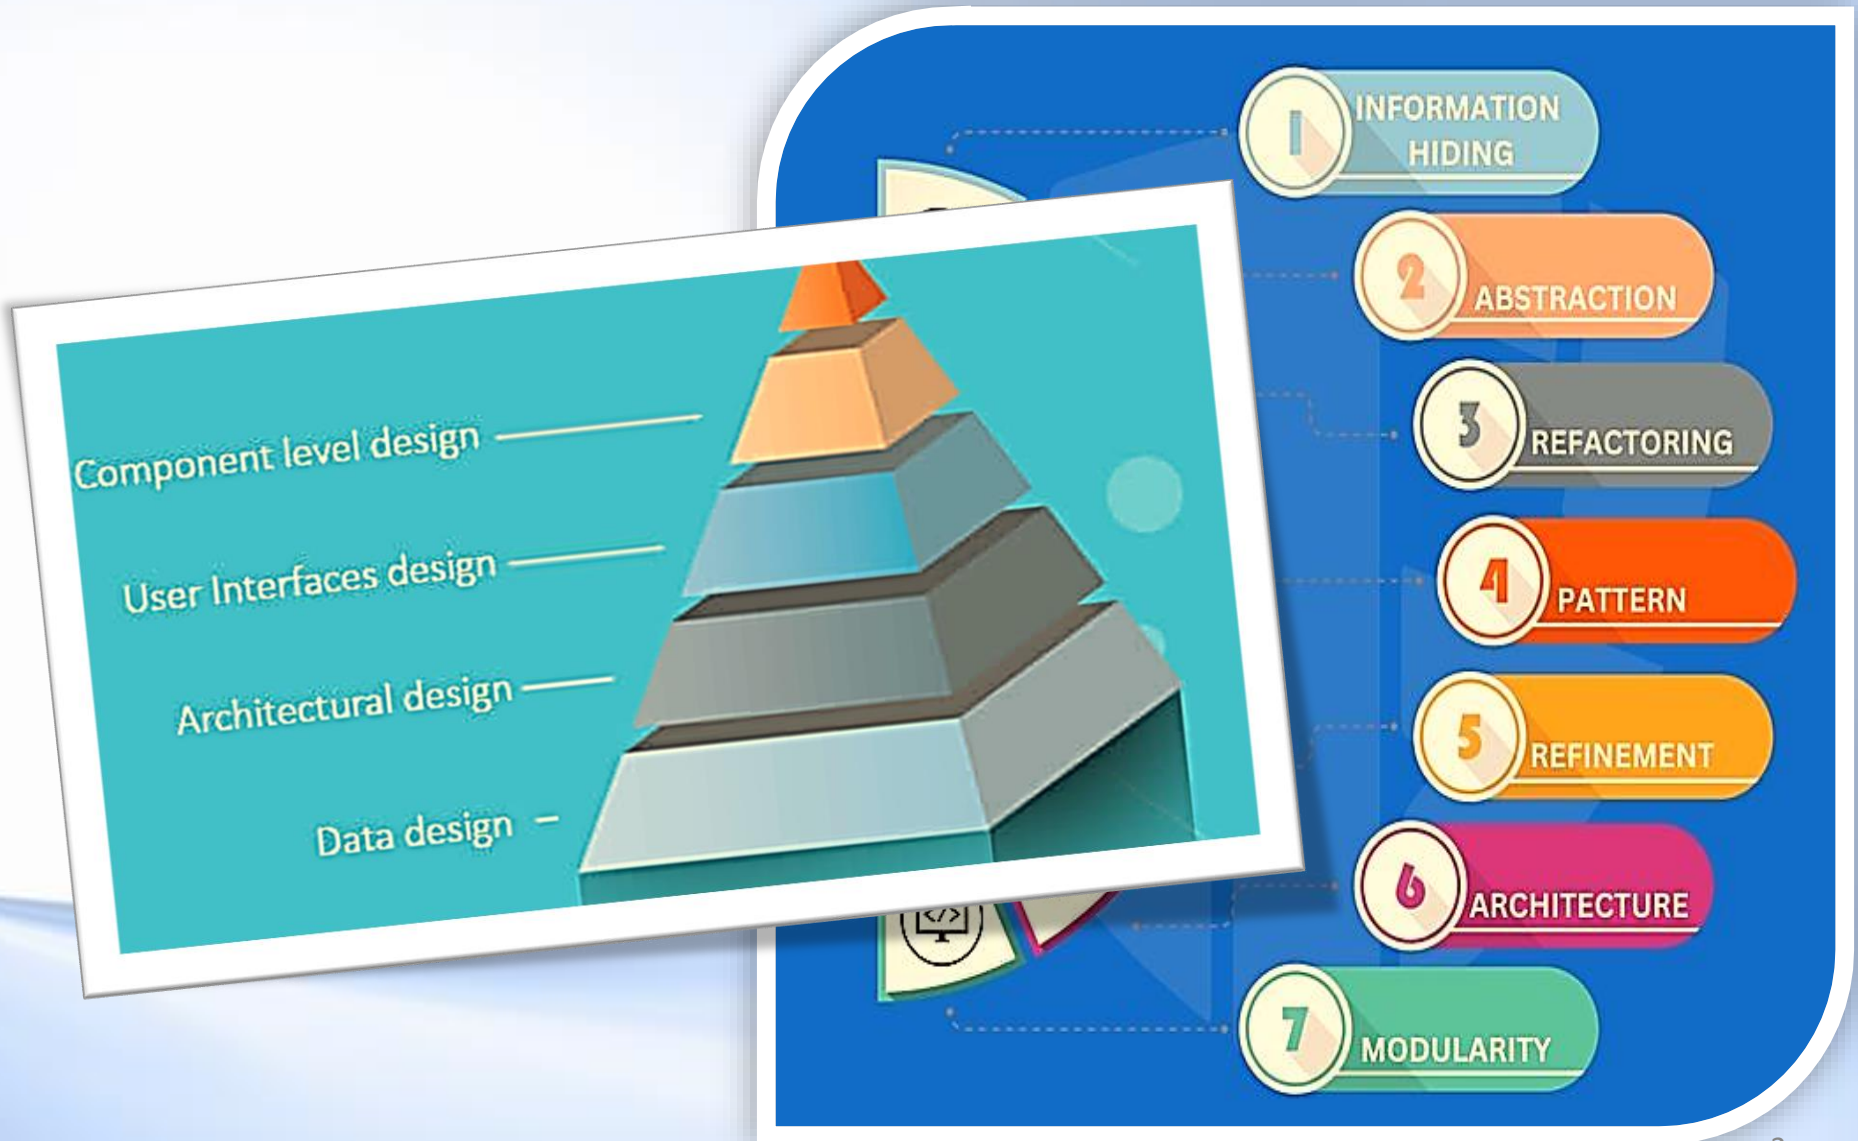 Component level design
User Interfaces design
Architectural design
Data design
1
INFORMATION
HIDING
2
ABSTRACTION
3
REFACTORING
4
PATTERN
5
REFINEMENT
6
ARCHITECTURE
7
MODULARITY